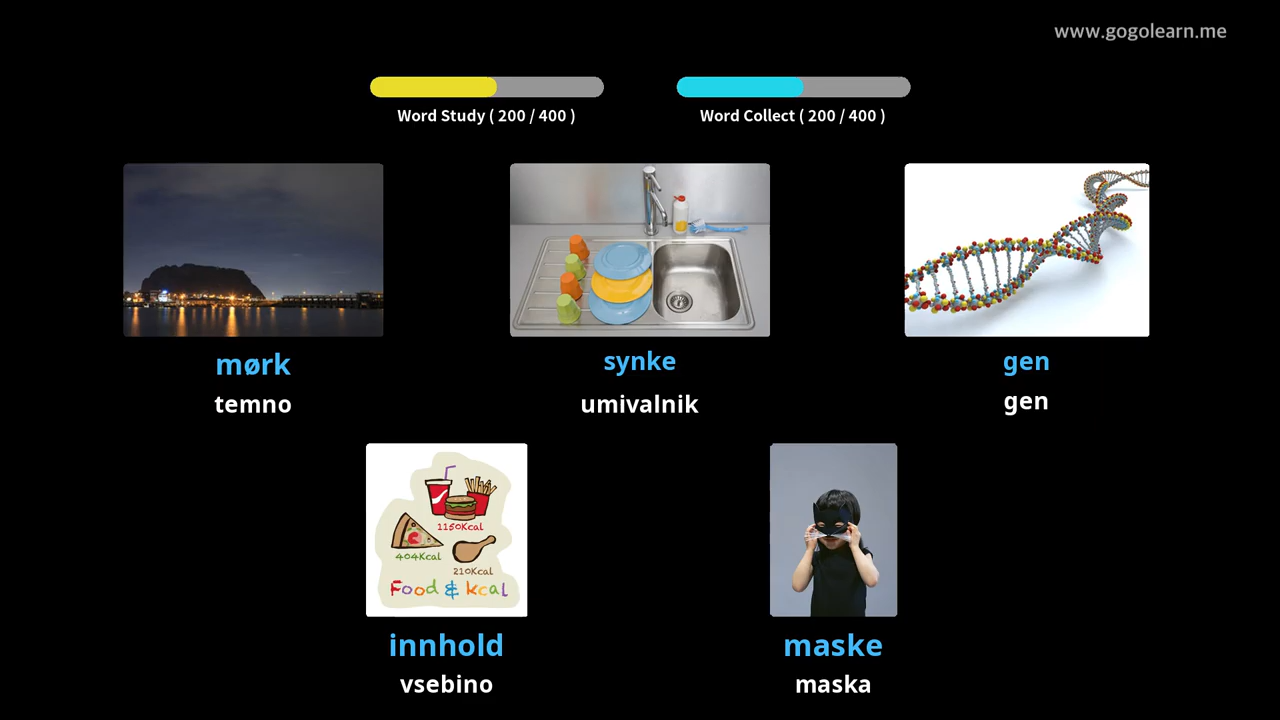 www.gogolearn.me
Word Study ( 200 / 400 )
Word Collect ( 200 / 400 )
mørk
temno
synke
umivalnik
gen
gen
1150Kcal
404Kcal
210Kcal
Food & kcal
innhold
vsebino
maske
maska